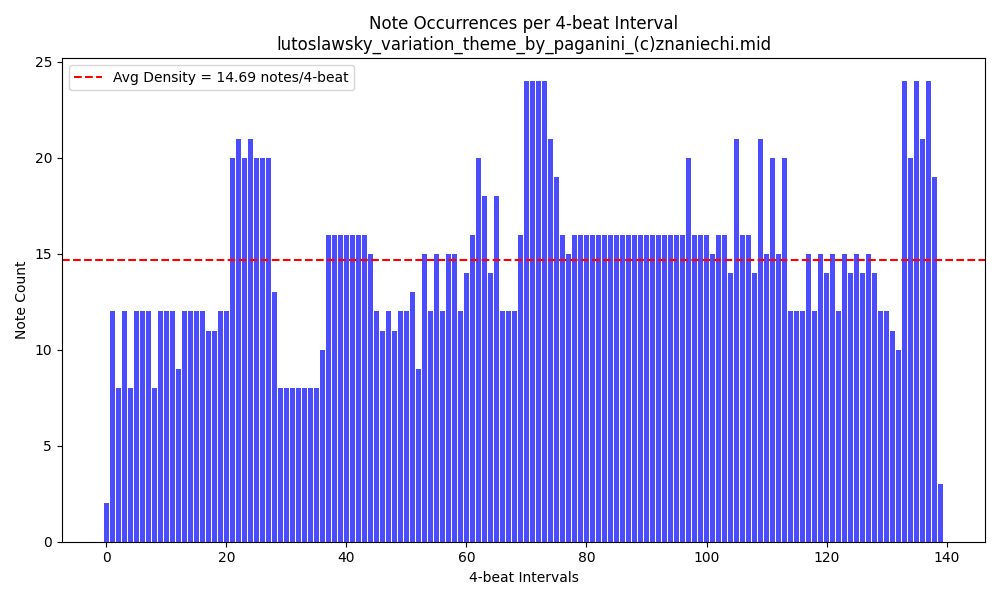 Note Occurrences per 4-beat Interval
lutoslawsky_variation_theme_by_paganini_(c)znaniechi.mid
Avg Density = 14.69 notes/4-beat
Note Count
25
20
15
10
5
0
0 20 40 60 80 100 120 140
4-beat Intervals